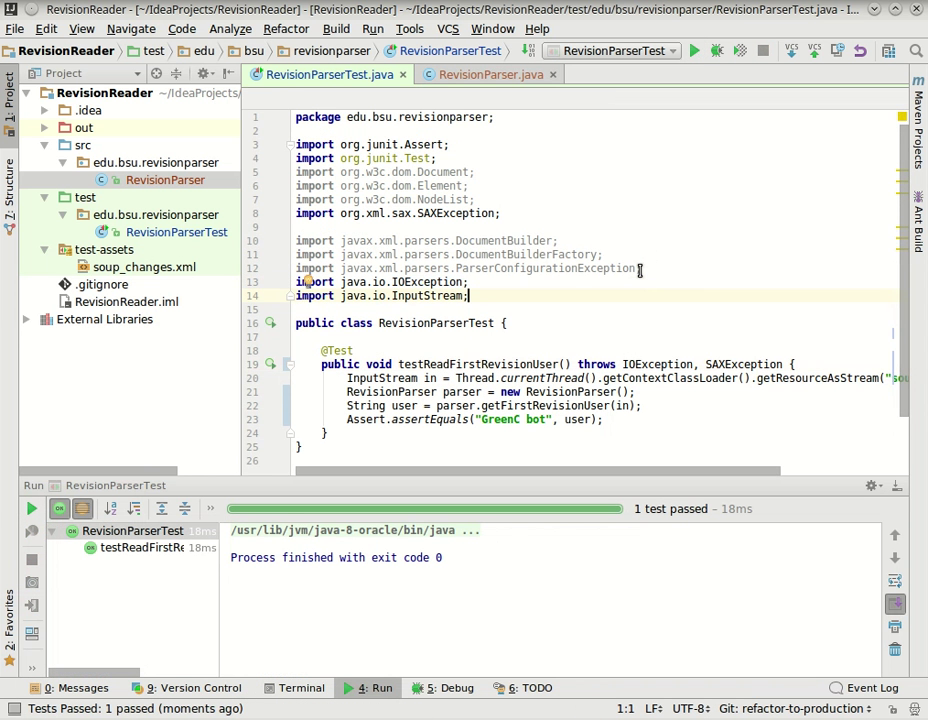 RevisionReader - [~/IdeaProjects/RevisionReader] - [RevisionReader] - ~/IdeaProjects/RevisionReader/test/edu/bsu/revisionparser/RevisionParserTest.java - I...
File Edit View Navigate Code Analyze Refactor Build Run Tools VCS Window Help
RevisionReader test edu bsu revisionparser RevisionParserTest RevisionParserTest VCS VCS
Project RevisionParserTest.java RevisionParser.java
1: Project
7: Structure
2: Favorites
Maven Projects
Ant Build
RevisionReader ~/IdeaProjects/
.idea
out
src
edu.bsu.revisionparser
RevisionParser
test
edu.bsu.revisionparser
RevisionParserTest
test-assets
soup_changes.xml
.gitignore
RevisionReader.iml
External Libraries
1 package edu.bsu.revisionparser;
2
3 import org.junit.Assert;
4 import org.junit.Test;
5 import org.w3c.dom.Document;
6 import org.w3c.dom.Element;
7 import org.w3c.dom.NodeList;
8 import org.xml.sax.SAXException;
9
10 import javax.xml.parsers.DocumentBuilder;
11 import javax.xml.parsers.DocumentBuilderFactory;
12 import javax.xml.parsers.ParserConfigurationException;
13 import java.io.IOException;
14 import java.io.InputStream;
15
16 public class RevisionParserTest {
17
18 @Test
19 public void testReadFirstRevisionUser() throws IOException, SAXException {
20 InputStream in = Thread.currentThread().getContextClassLoader().getResourceAsStream("sou
21 RevisionParser parser = new RevisionParser();
22 String user = parser.getFirstRevisionUser(in);
23 Assert.assertEquals("GreenC bot", user);
24 }
25 }
26
Run RevisionParserTest
1 test passed - 18ms
RevisionParserTest 18ms
testReadFirstRe 18ms
/usr/lib/jvm/java-8-oracle/bin/java ...
Process finished with exit code 0
0: Messages 9: Version Control Terminal 4: Run 5: Debug 6: TODO Event Log
Tests Passed: 1 passed (moments ago) 1:1 LF UTF-8 Git: refactor-to-production